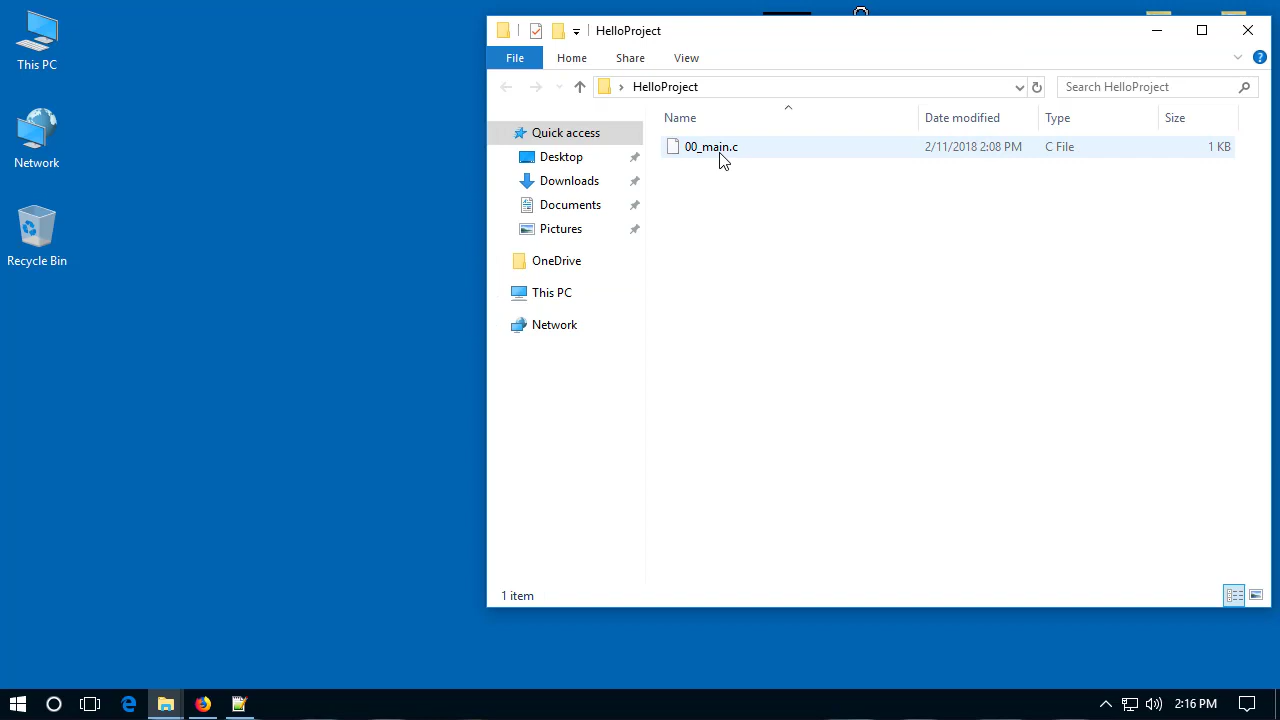 This PC
Network
Recycle Bin
HelloProject
File Home Share View
HelloProject
Search HelloProject
Name Date modified Type Size
00_main.c 2/11/2018 2:08 PM C File 1 KB
Quick access
Desktop
Downloads
Documents
Pictures
OneDrive
This PC
Network
1 item
2:16 PM